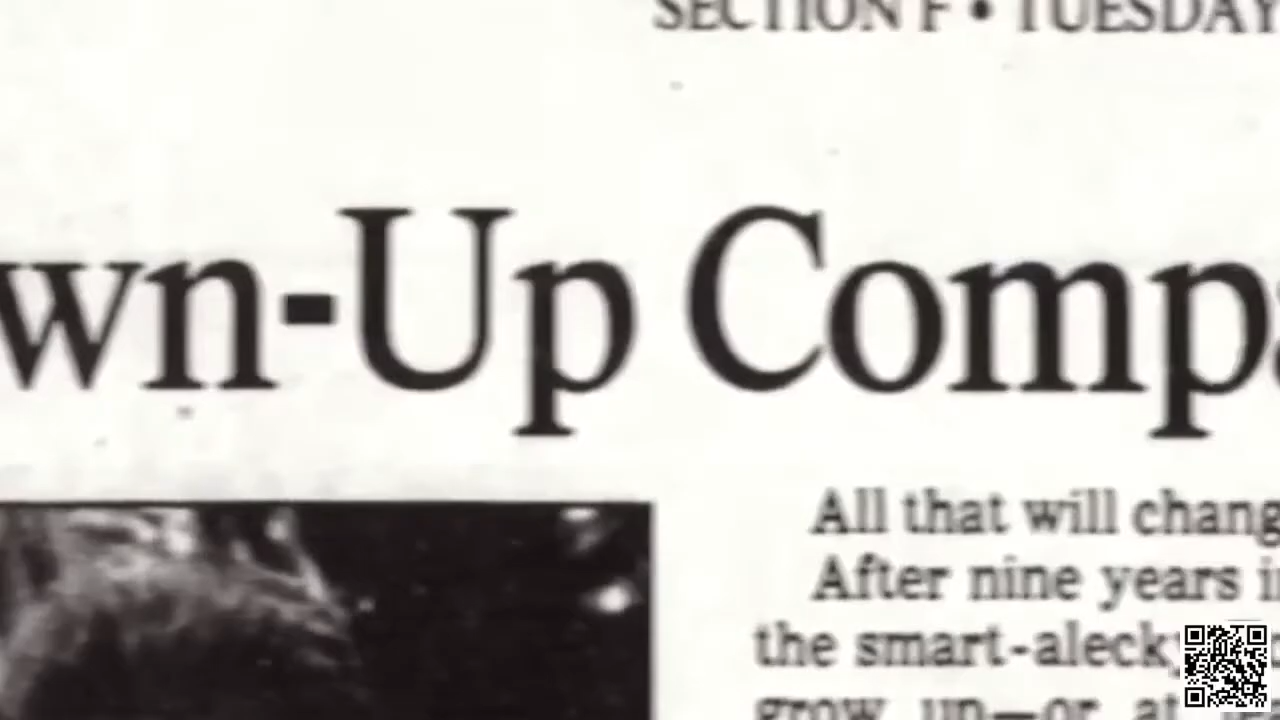 SECTION F • TUESDAY
wn-Up Comp
All that will chang
After nine years i
the smart-aleck
grow up—or at